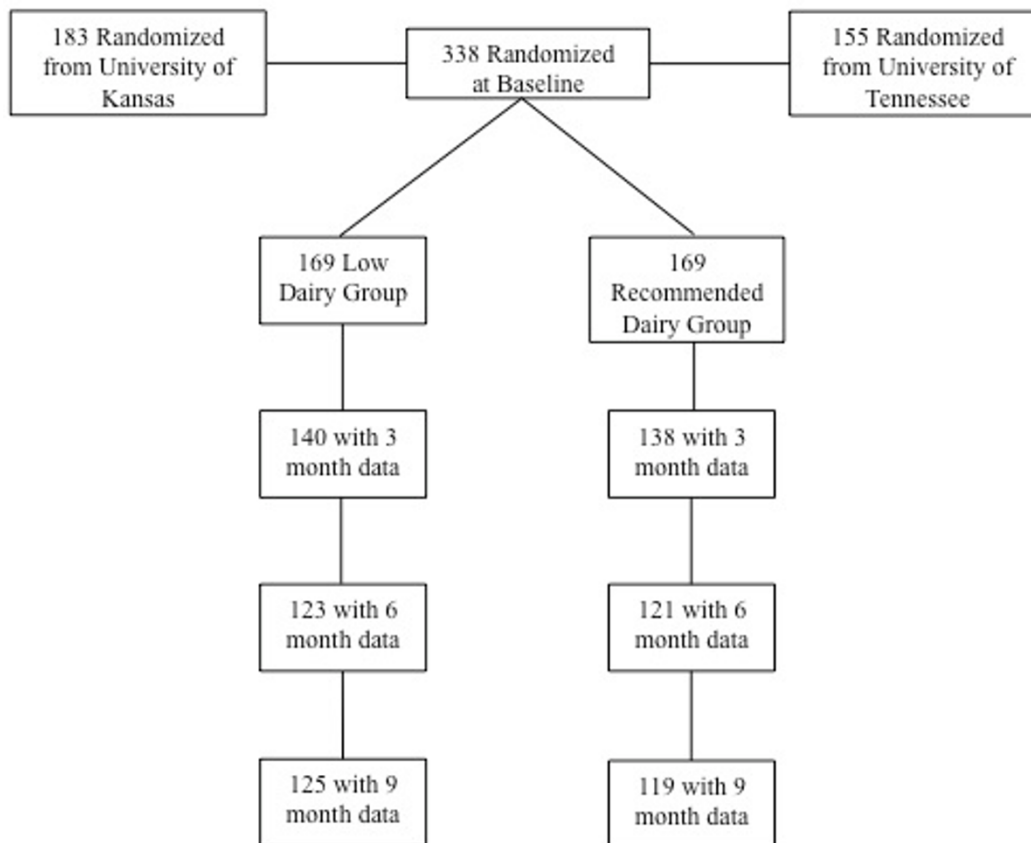 183 Randomized
from University of
Kansas
338 Randomized
at Baseline
155 Randomized
from University of
Tennessee
169 Low
Dairy Group
169
Recommended
Dairy Group
140 with 3
month data
138 with 3
month data
123 with 6
month data
121 with 6
month data
125 with 9
month data
119 with 9
month data